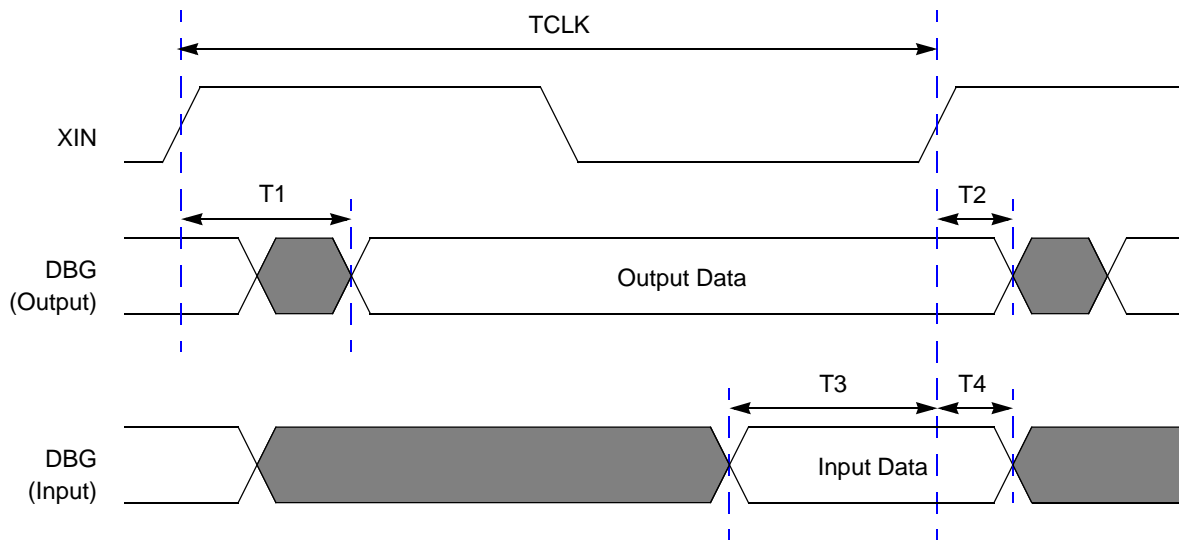 TCLK
XIN
T1
T2
DBG
(Output)
Output Data
T3
T4
DBG
(Input)
Input Data